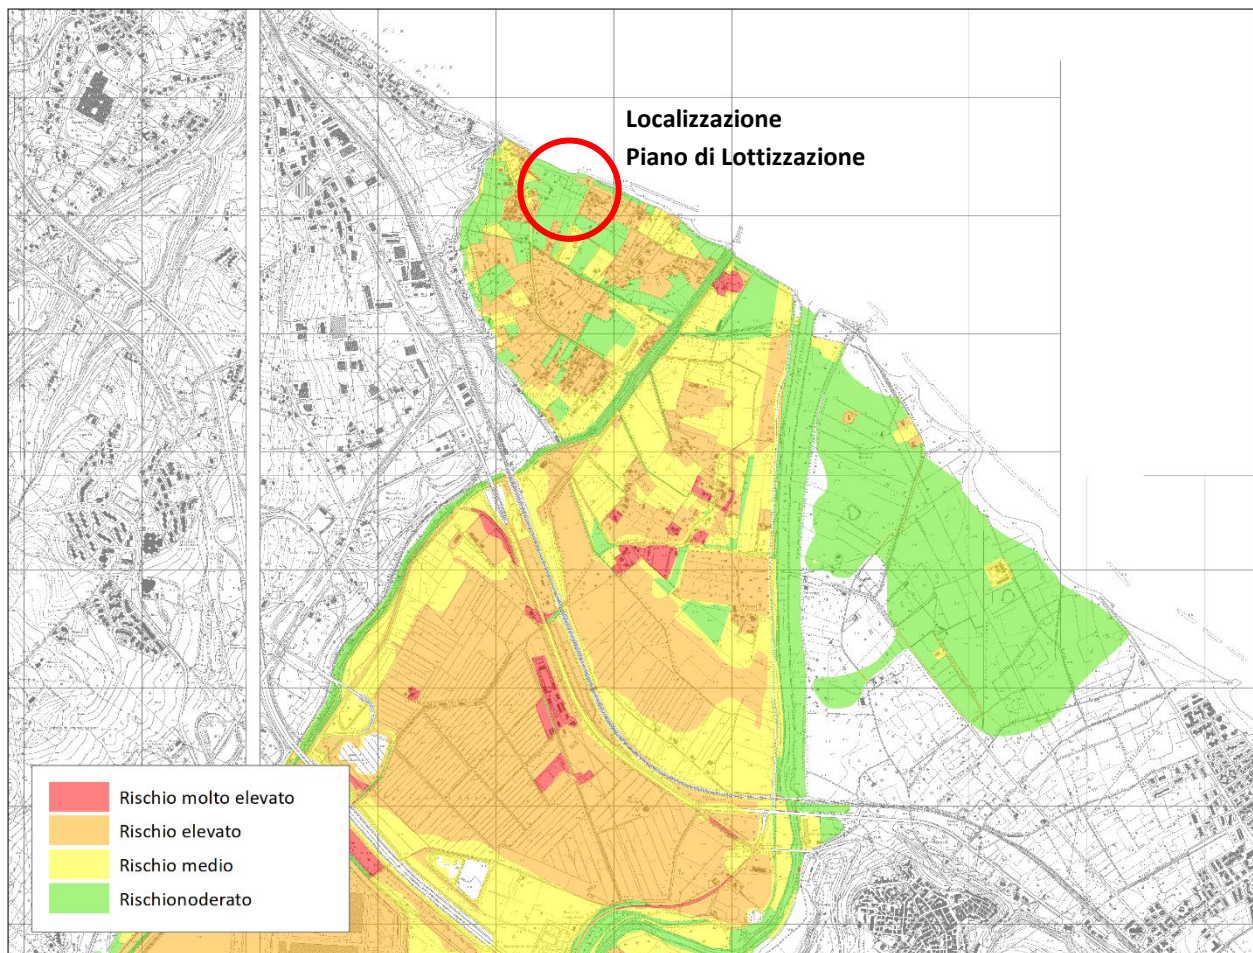 Localizzazione
Piano di Lottizzazione
Rischio molto elevato
Rischio elevato
Rischio medio
Rischionoderato